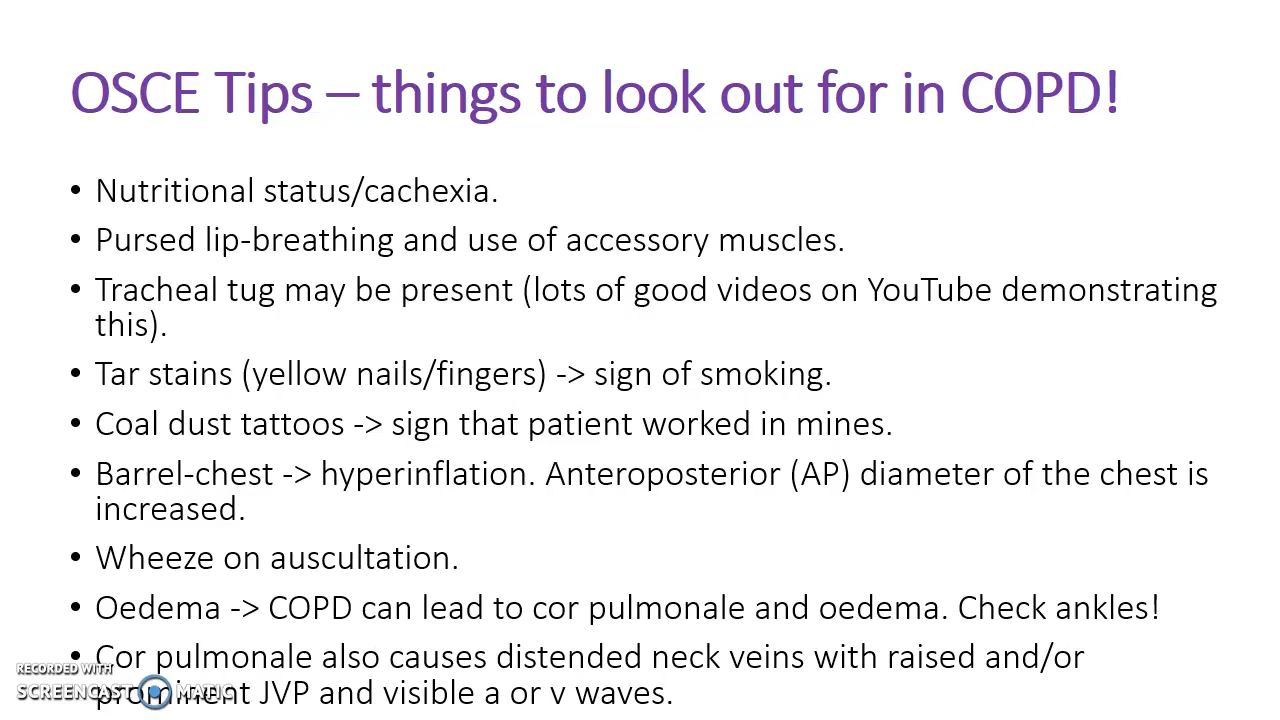 OSCE Tips – things to look out for in COPD!
• Nutritional status/cachexia.
• Pursed lip-breathing and use of accessory muscles.
• Tracheal tug may be present (lots of good videos on YouTube demonstrating
this).
• Tar stains (yellow nails/fingers) -> sign of smoking.
• Coal dust tattoos -> sign that patient worked in mines.
• Barrel-chest -> hyperinflation. Anteroposterior (AP) diameter of the chest is
increased.
• Wheeze on auscultation.
• Oedema -> COPD can lead to cor pulmonale and oedema. Check ankles!
• Cor pulmonale also causes distended neck veins with raised and/or
prominent JVP and visible a or v waves.
RECORDED WITH
SCREENCAST MATIC